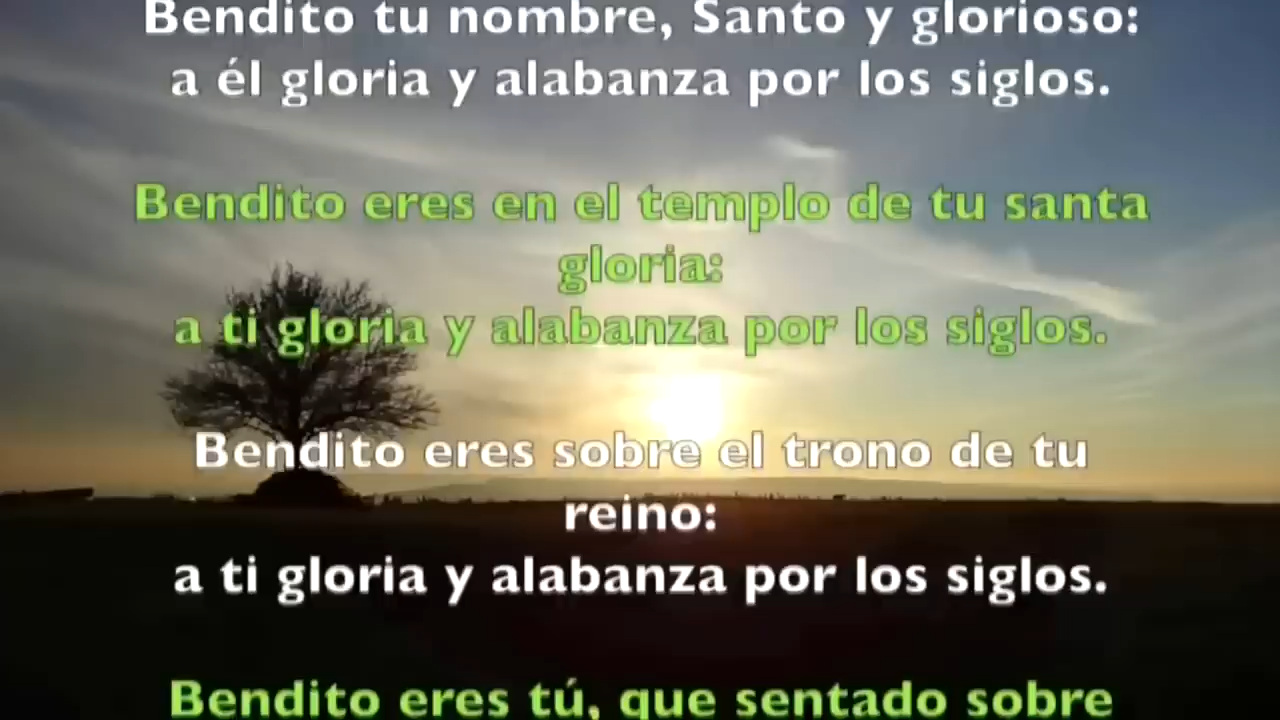 Bendito tu nombre, Santo y glorioso:
a él gloria y alabanza por los siglos.
Bendito eres en el templo de tu santa
gloria:
a ti gloria y alabanza por los siglos.
Bendito eres sobre el trono de tu
reino:
a ti gloria y alabanza por los siglos.
Bendito eres tú, que sentado sobre